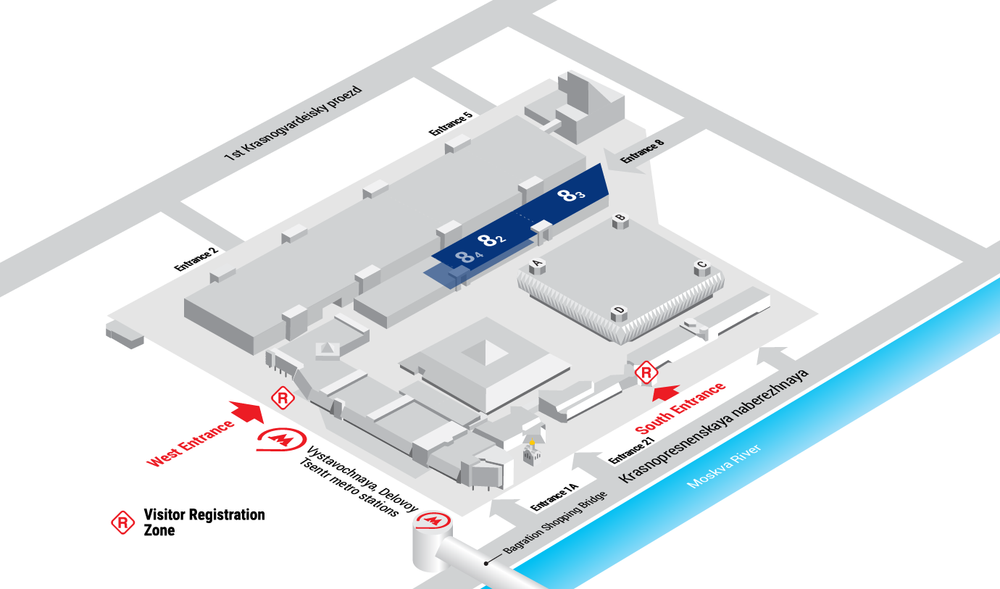 1st Krasnogvardeisky proezd
Entrance 5
Entrance 8
Entrance 2
8₃
8₂
8₄
B
A
C
D
R
R
South Entrance
West Entrance
Vystavochnaya, Delovoy
Tsentr metro stations
Entrance 21
Krasnopresnenskaya naberezhnaya
Moskva River
Entrance 1A
Bagration Shopping Bridge
R
Visitor Registration
Zone